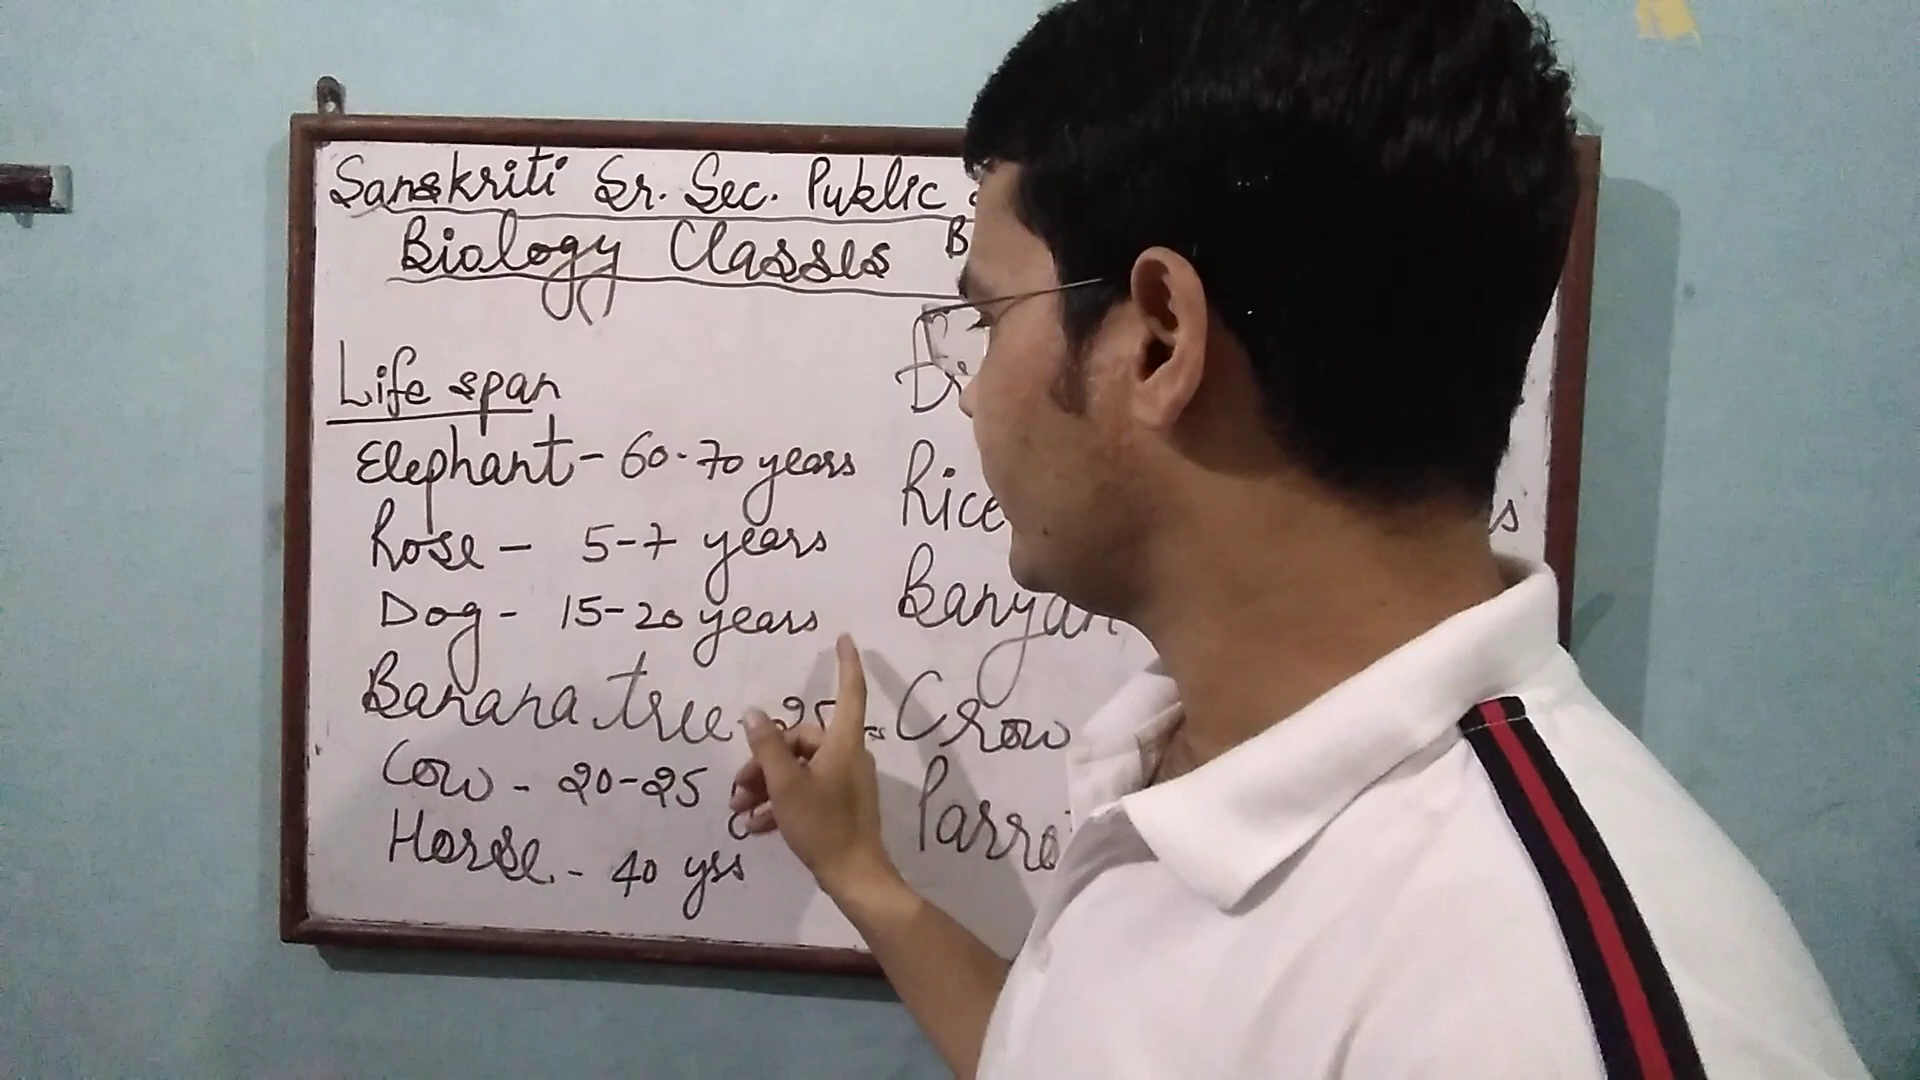 Sanskriti Sr. Sec. Public
Biology Classes B
Life span
Elephant - 60-70 years
Rose - 5-7 years
Dog - 15-20 years
Banana tree - 25
Cow - 20-25
Horse - 40 yrs
Rice
Banyan
Crow
Parro